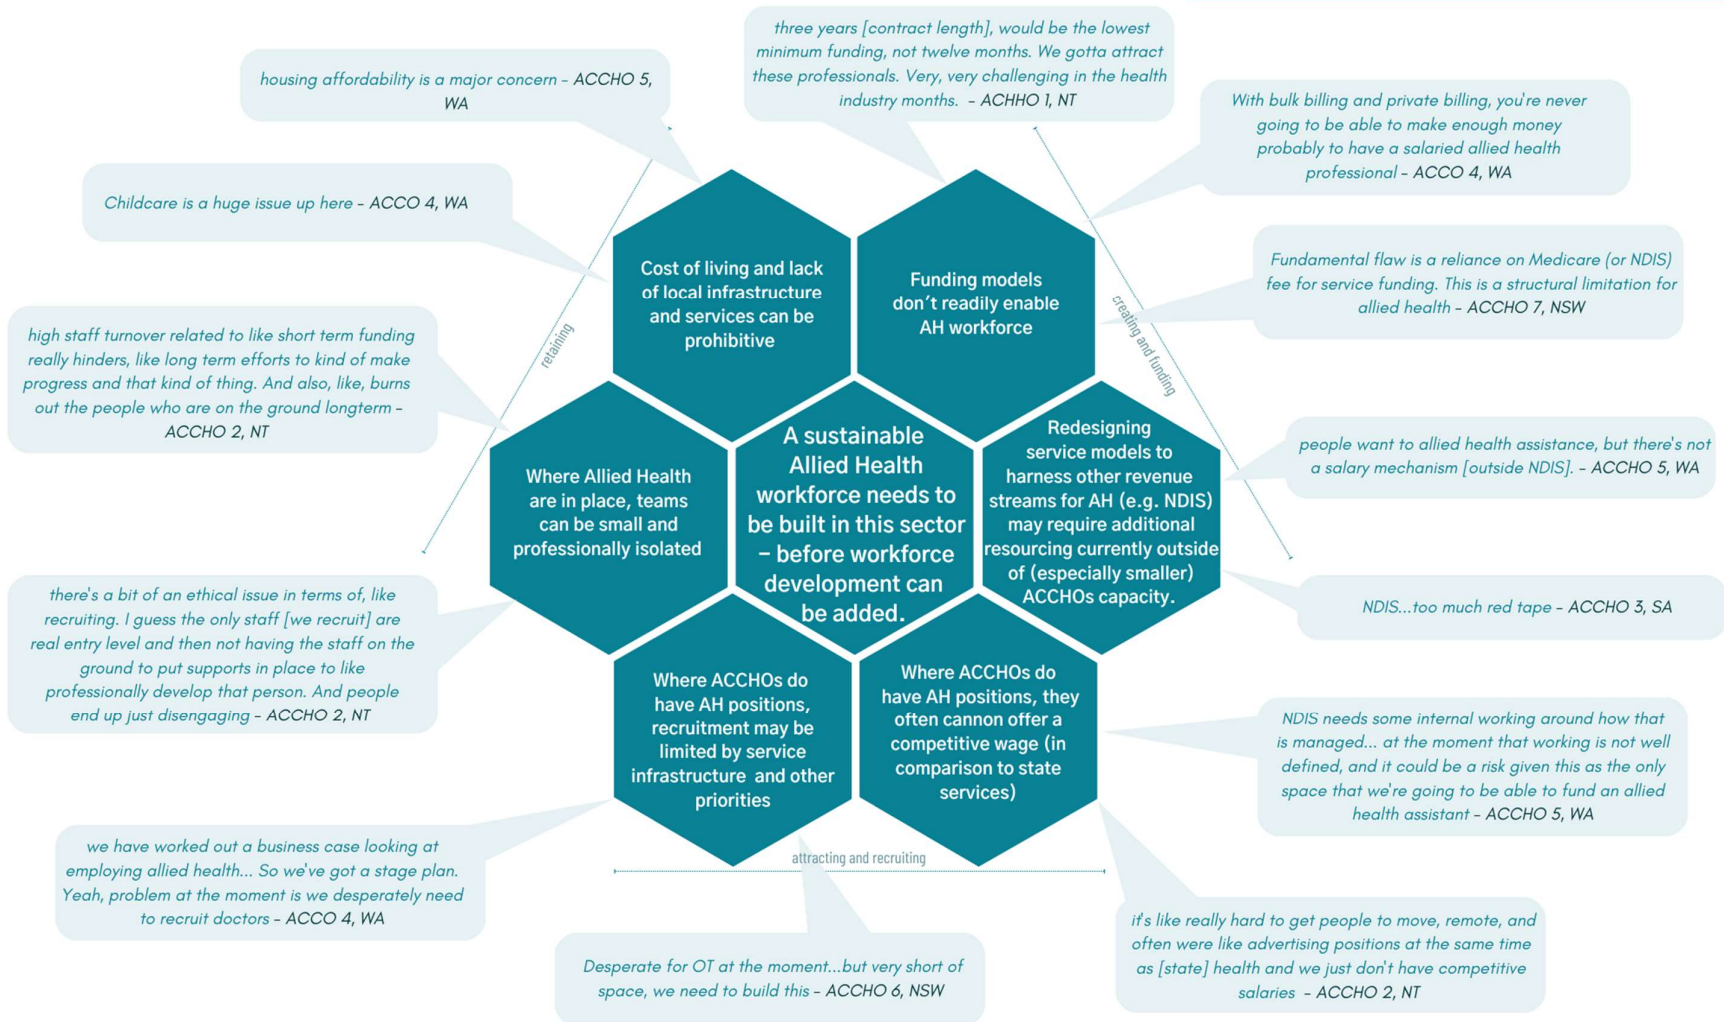 three years [contract length], would be the lowest
minimum funding, not twelve months. We gotta attract
these professionals. Very, very challenging in the health
industry months.  - ACHHO 1, NT
housing affordability is a major concern - ACCHO 5,
WA
With bulk billing and private billing, you're never
going to be able to make enough money
probably to have a salaried allied health
professional - ACCO 4, WA
Childcare is a huge issue up here - ACCO 4, WA
Fundamental flaw is a reliance on Medicare (or NDIS)
fee for service funding. This is a structural limitation for
allied health - ACCHO 7, NSW
Cost of living and lack
of local infrastructure
and services can be
prohibitive
Funding models
don't readily enable
AH workforce
retaining
creating and funding
high staff turnover related to like short term funding
really hinders, like long term efforts to kind of make
progress and that kind of thing. And also, like, burns
out the people who are on the ground longterm -
ACCHO 2, NT
Where Allied Health
are in place, teams
can be small and
professionally isolated
A sustainable
Allied Health
workforce needs to
be built in this sector
– before workforce
development can
be added.
Redesigning
service models to
harness other revenue
streams for AH (e.g. NDIS)
may require additional
resourcing currently outside
of (especially smaller)
ACCHOs capacity.
people want to allied health assistance, but there's not
a salary mechanism [outside NDIS]. - ACCHO 5, WA
there's a bit of an ethical issue in terms of, like
recruiting. I guess the only staff [we recruit] are
real entry level and then not having the staff on the
ground to put supports in place to like
professionally develop that person. And people
end up just disengaging - ACCHO 2, NT
NDIS...too much red tape - ACCHO 3, SA
Where ACCHOs do
have AH positions,
recruitment may be
limited by service
infrastructure  and other
priorities
Where ACCHOs do
have AH positions, they
often cannon offer a
competitive wage (in
comparison to state
services)
NDIS needs some internal working around how that
is managed... at the moment that working is not well
defined, and it could be a risk given this as the only
space that we're going to be able to fund an allied
health assistant - ACCHO 5, WA
attracting and recruiting
we have worked out a business case looking at
employing allied health... So we've got a stage plan.
Yeah, problem at the moment is we desperately need
to recruit doctors - ACCO 4, WA
Desperate for OT at the moment...but very short of
space, we need to build this - ACCHO 6, NSW
it's like really hard to get people to move, remote, and
often were like advertising positions at the same time
as [state] health and we just don't have competitive
salaries  - ACCHO 2, NT